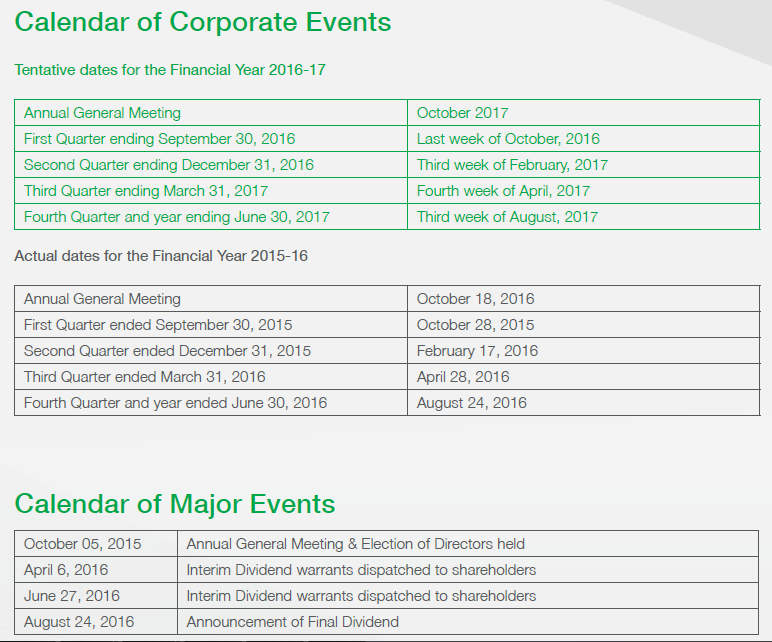 Calendar of Corporate Events
Tentative dates for the Financial Year 2016-17
Annual General Meeting October 2017
First Quarter ending September 30, 2016 Last week of October, 2016
Second Quarter ending December 31, 2016 Third week of February, 2017
Third Quarter ending March 31, 2017 Fourth week of April, 2017
Fourth Quarter and year ending June 30, 2017 Third week of August, 2017
Actual dates for the Financial Year 2015-16
Annual General Meeting October 18, 2016
First Quarter ended September 30, 2015 October 28, 2015
Second Quarter ended December 31, 2015 February 17, 2016
Third Quarter ended March 31, 2016 April 28, 2016
Fourth Quarter and year ended June 30, 2016 August 24, 2016
Calendar of Major Events
October 05, 2015 Annual General Meeting & Election of Directors held
April 6, 2016 Interim Dividend warrants dispatched to shareholders
June 27, 2016 Interim Dividend warrants dispatched to shareholders
August 24, 2016 Announcement of Final Dividend